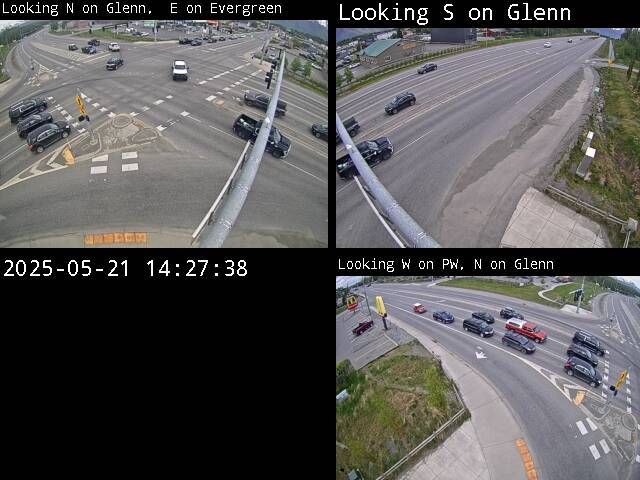 Looking N on Glenn,  E on Evergreen
Looking S on Glenn
2025-05-21 14:27:38
Looking W on PW, N on Glenn